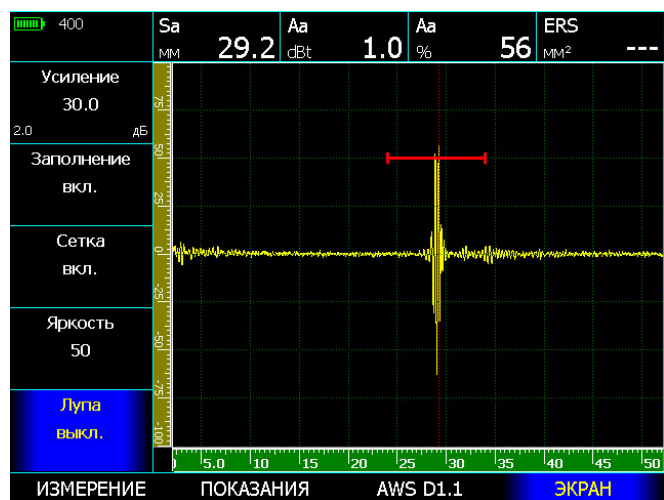 400
Sa
мм 29.2
Aa
dBt 1.0
Aa
% 56
ERS
мм² ---
Усиление
30.0
2.0 дБ
Заполнение
вкл.
Сетка
вкл.
Яркость
50
Лупа
выкл.
75
50
25
0
-25
-50
-75
-100
5.0 10 15 20 25 30 35 40 45 50
ИЗМЕРЕНИЕ ПОКАЗАНИЯ AWS D1.1 ЭКРАН